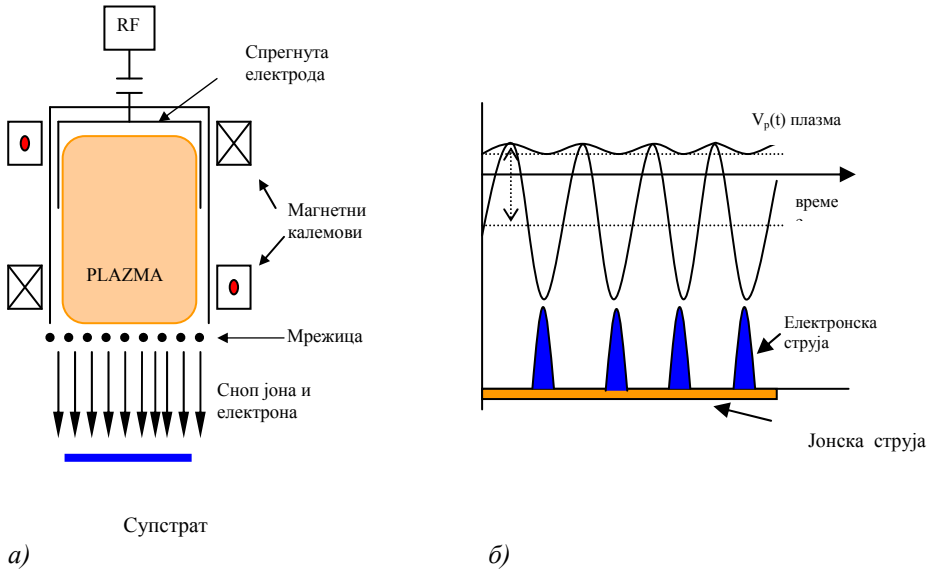 RF
Спрегнута
електрода
Магнетни
калемови
PLAZMA
Мрежица
Сноп јона и
електрона
Супстрат
а)
V_p(t) плазма
време
Електронска
струја
Јонска струја
б)